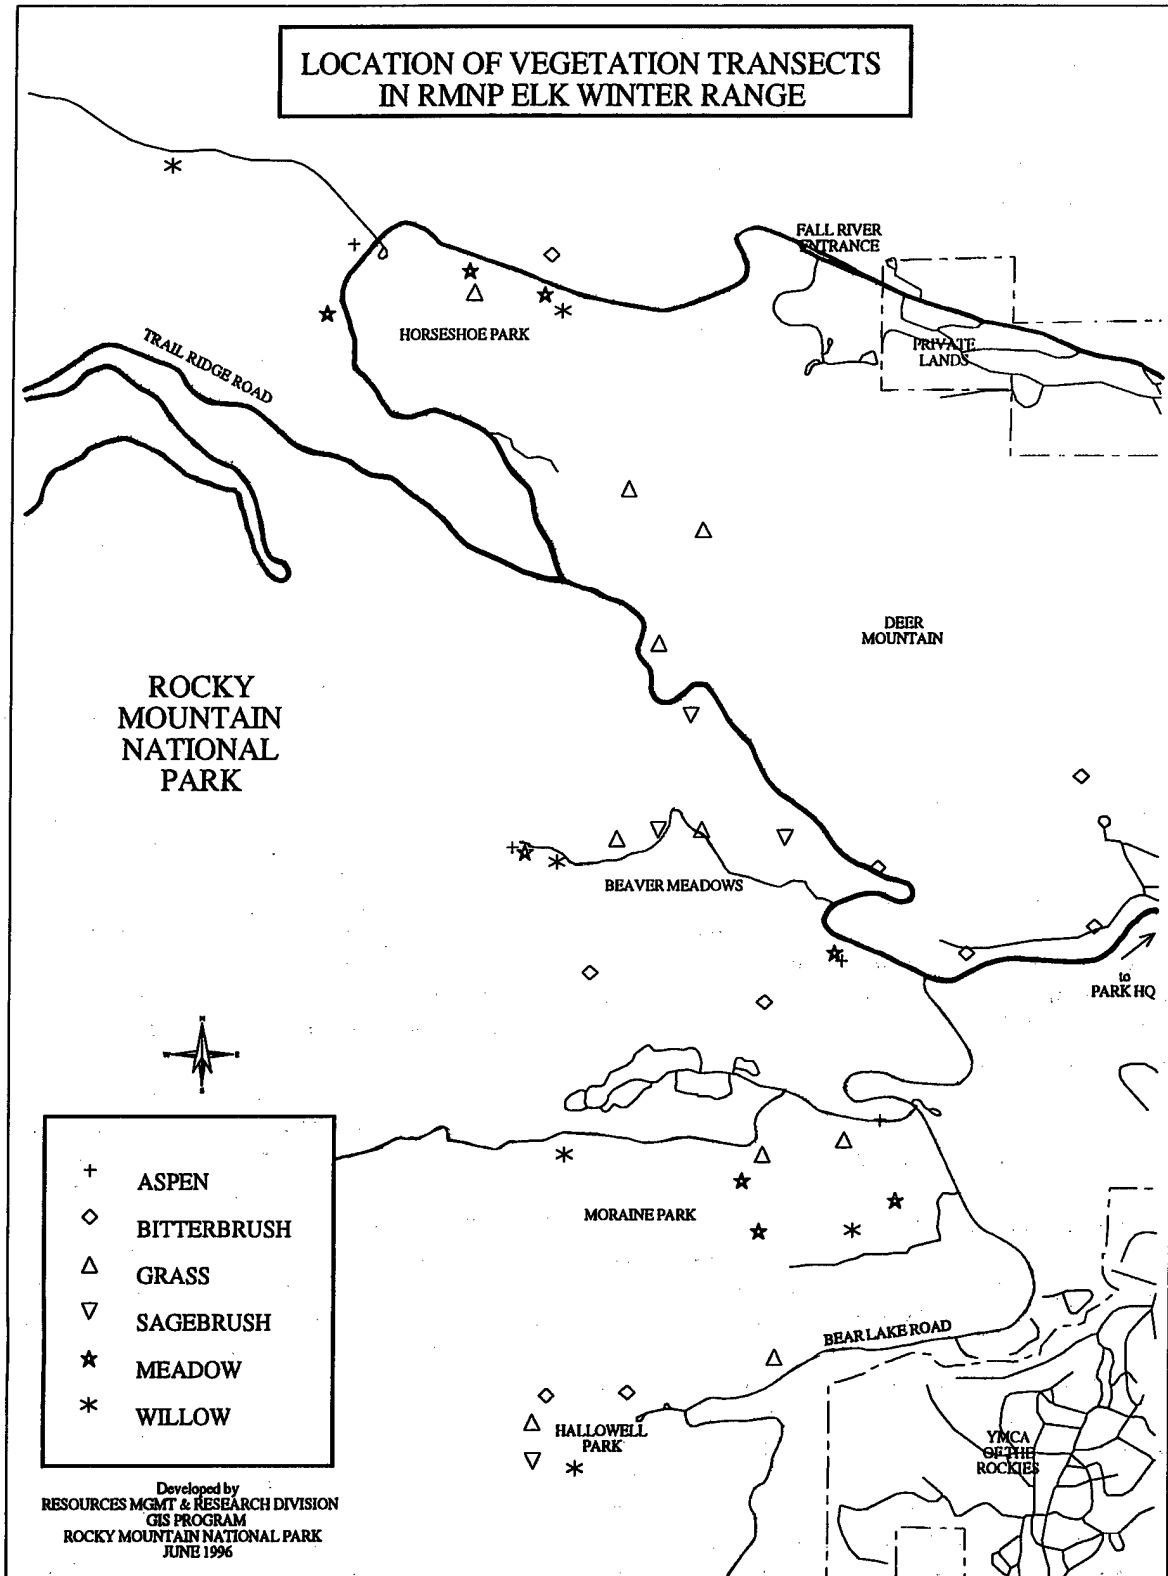 LOCATION OF VEGETATION TRANSECTS
IN RMNP ELK WINTER RANGE
FALL RIVER
ENTRANCE
HORSESHOE PARK
PRIVATE
LANDS
TRAIL RIDGE ROAD
DEER
MOUNTAIN
ROCKY
MOUNTAIN
NATIONAL
PARK
BEAVER MEADOWS
to
PARK HQ
N
W
E
S
ASPEN
BITTERBRUSH
GRASS
SAGEBRUSH
MEADOW
WILLOW
MORAINE PARK
BEAR LAKE ROAD
HALLOWELL
PARK
YMCA
OF THE
ROCKIES
Developed by
RESOURCES MGMT & RESEARCH DIVISION
GIS PROGRAM
ROCKY MOUNTAIN NATIONAL PARK
JUNE 1996